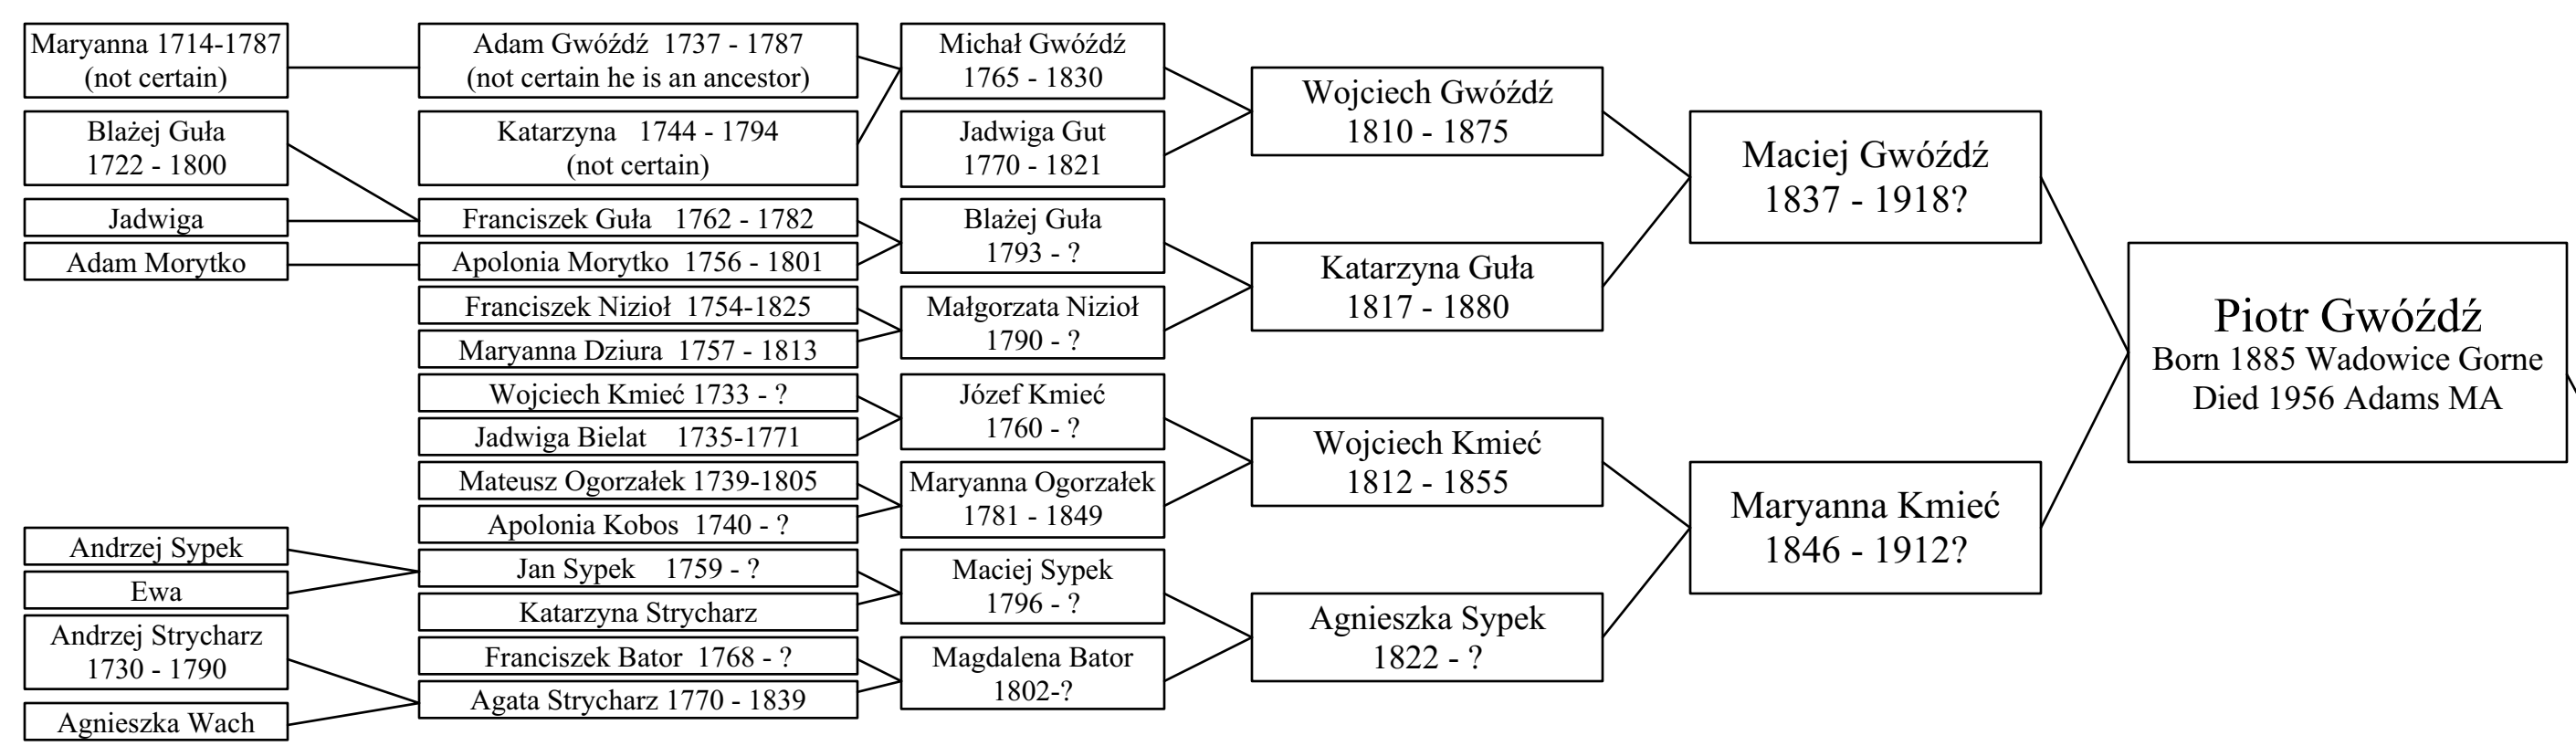 Maryanna 1714-1787
(not certain)
Blażej Guła
1722 - 1800
Jadwiga
Adam Morytko
Andrzej Sypek
Ewa
Andrzej Strycharz
1730 - 1790
Agnieszka Wach
Adam Gwóźdź 1737 - 1787
(not certain he is an ancestor)
Katarzyna 1744 - 1794
(not certain)
Franciszek Guła 1762 - 1782
Apolonia Morytko 1756 - 1801
Franciszek Nizioł 1754-1825
Maryanna Dziura 1757 - 1813
Wojciech Kmieć 1733 - ?
Jadwiga Bielat 1735-1771
Mateusz Ogorzałek 1739-1805
Apolonia Kobos 1740 - ?
Jan Sypek 1759 - ?
Katarzyna Strycharz
Franciszek Bator 1768 - ?
Agata Strycharz 1770 - 1839
Michał Gwóźdź
1765 - 1830
Jadwiga Gut
1770 - 1821
Blażej Guła
1793 - ?
Małgorzata Nizioł
1790 - ?
Józef Kmieć
1760 - ?
Maryanna Ogorzałek
1781 - 1849
Maciej Sypek
1796 - ?
Magdalena Bator
1802-?
Wojciech Gwóźdź
1810 - 1875
Katarzyna Guła
1817 - 1880
Wojciech Kmieć
1812 - 1855
Agnieszka Sypek
1822 - ?
Maciej Gwóźdź
1837 - 1918?
Maryanna Kmieć
1846 - 1912?
Piotr Gwóźdź
Born 1885 Wadowice Gorne
Died 1956 Adams MA